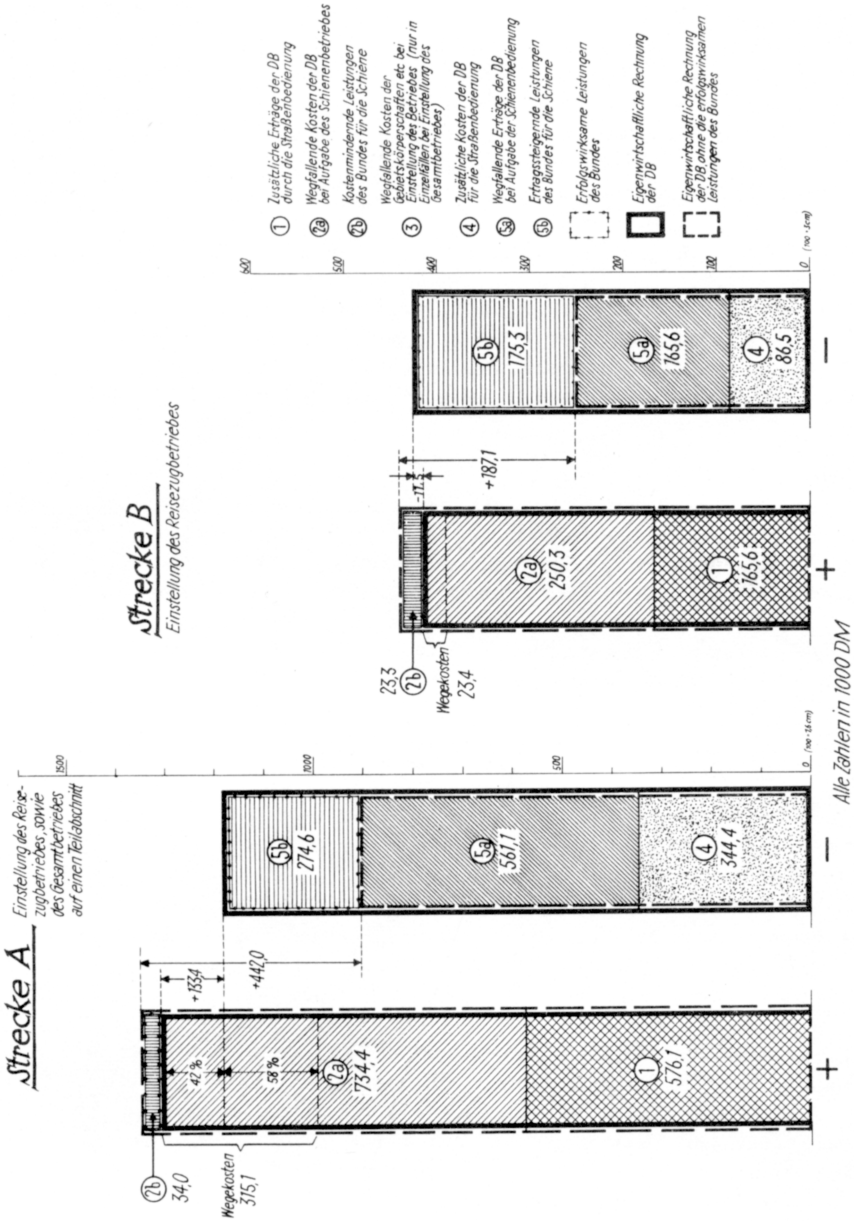 Strecke A
Einstellung des Reise-
zugbetriebes, sowie
des Gesamtbetriebes
auf einen Teilabschnitt
2b
34,0
Wegekosten
315,1
42 %
58 %
2a
734.4
1
576,1
+
+133,4
+442,0
5b
274,6
5a
561,1
4
344.4
−
1500
1000
500
0
Strecke B
Einstellung des Reisezugbetriebes
23,3
2b
Wegekosten
23,4
2a
250,3
1
165,6
+
-11,5
+187,1
5b
175,3
5a
165,6
4
86,5
−
600
500
400
300
200
100
0
(100 = 3cm)
1 Zusätzliche Erträge der DB
durch die Straßenbedienung
2a Wegfallende Kosten der DB
bei Aufgabe des Schienenbetriebes
2b Kostenmindernde Leistungen
des Bundes für die Schiene
3 Wegfallende Kosten der
Gebietskörperschaften etc bei
Einstellung des Betriebes (nur in
Einzelfällen bei Einstellung des
Gesamtbetriebes)
4 Zusätzliche Kosten der DB
für die Straßenbedienung
5a Wegfallende Erträge der DB
bei Aufgabe der Schienenbedienung
5b Ertragssteigernde Leistungen
des Bundes für die Schiene
Erfolgswirksame Leistungen
des Bundes
Eigenwirtschaftliche Rechnung
der DB
Eigenwirtschaftliche Rechnung
der DB ohne die erfolgswirksamen
Leistungen des Bundes
Alle Zahlen in 1000 DM